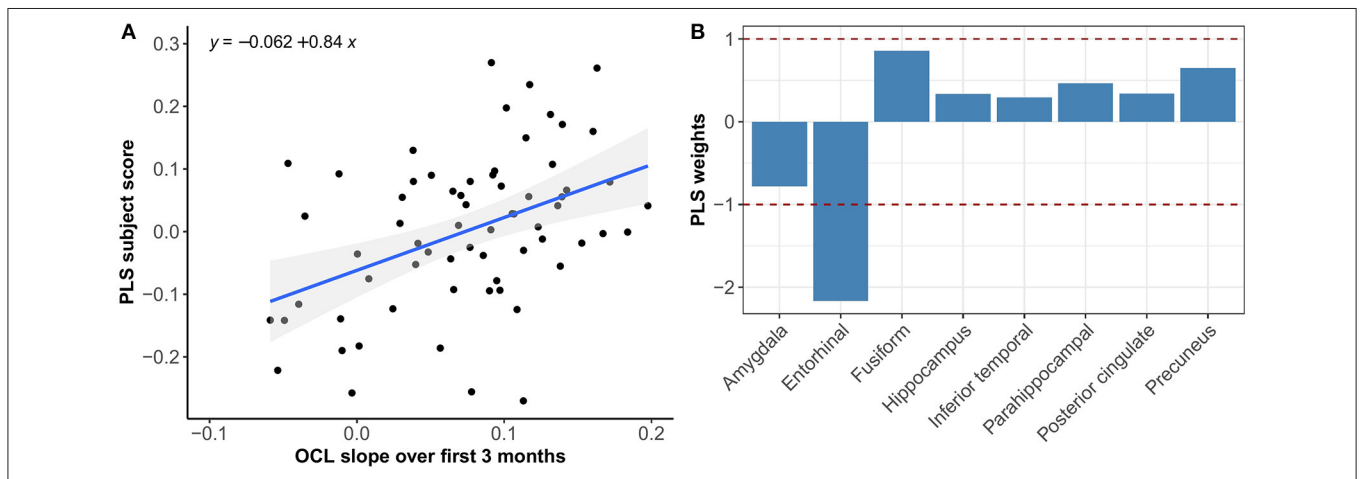 A
y = −0.062 +0.84 x
PLS subject score
0.3
0.2
0.1
0.0
−0.1
−0.2
−0.1
0.0
0.1
0.2
OCL slope over first 3 months
B
PLS weights
1
0
−1
−2
Amygdala
Entorhinal
Fusiform
Hippocampus
Inferior temporal
Parahippocampal
Posterior cingulate
Precuneus